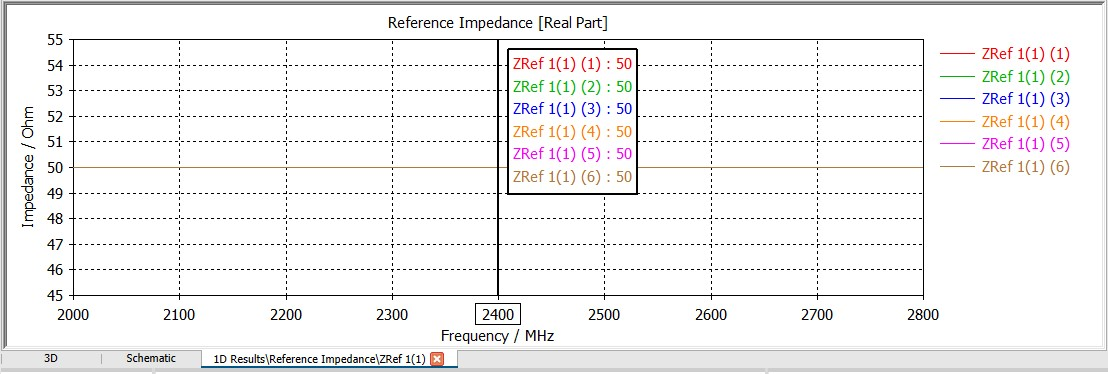 Reference Impedance [Real Part]
55
54
53
52
51
50
49
48
47
46
45
Impedance / Ohm
ZRef 1(1) (1) : 50
ZRef 1(1) (2) : 50
ZRef 1(1) (3) : 50
ZRef 1(1) (4) : 50
ZRef 1(1) (5) : 50
ZRef 1(1) (6) : 50
ZRef 1(1) (1)
ZRef 1(1) (2)
ZRef 1(1) (3)
ZRef 1(1) (4)
ZRef 1(1) (5)
ZRef 1(1) (6)
2000 2100 2200 2300 2400 2500 2600 2700 2800
Frequency / MHz
3D Schematic 1D Results\Reference Impedance\ZRef 1(1)